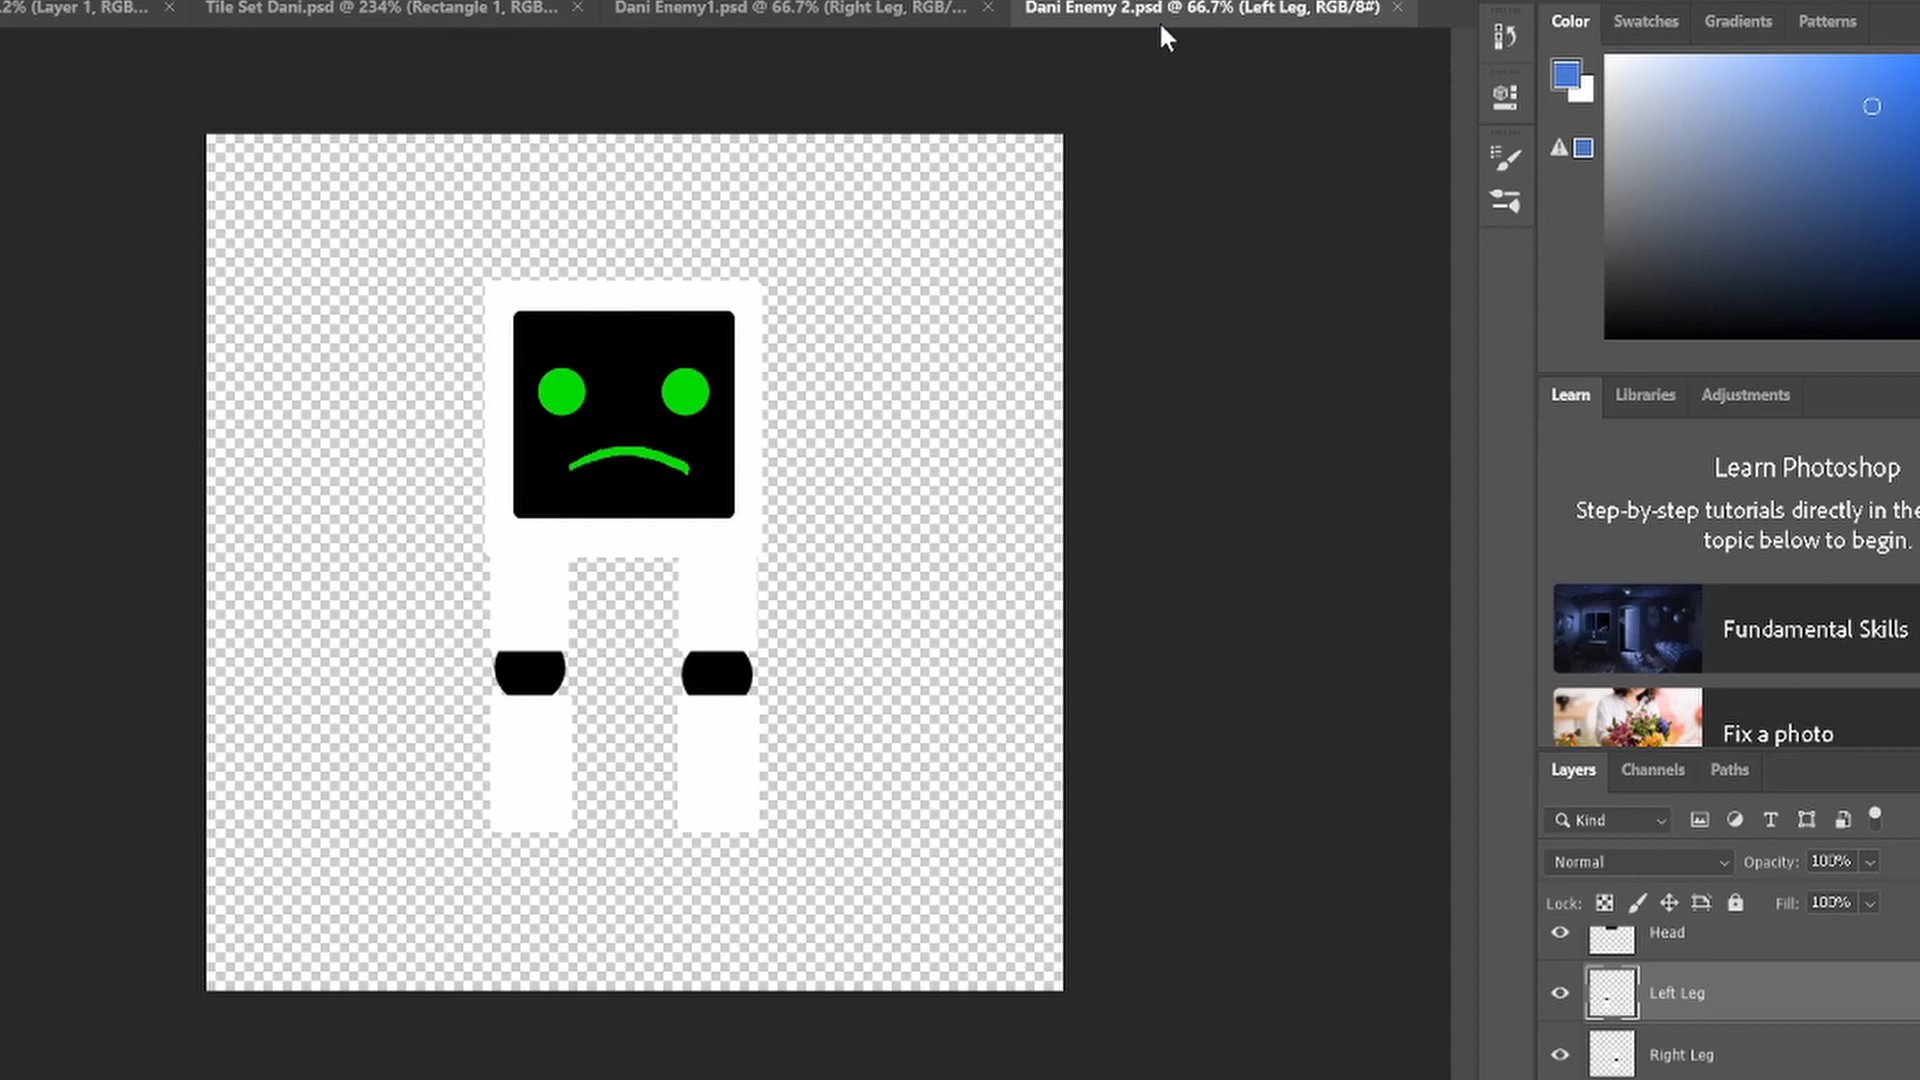 .2% (Layer 1, RGB...
Tile Set Dani.psd @ 234% (Rectangle 1, RGB...
Dani Enemy1.psd @ 66.7% (Right Leg, RGB/...
Dani Enemy 2.psd @ 66.7% (Left Leg, RGB/8#)
Color
Swatches
Gradients
Patterns
Learn
Libraries
Adjustments
Learn Photoshop
Step-by-step tutorials directly in the
topic below to begin.
Fundamental Skills
Fix a photo
Layers
Channels
Paths
Kind
Normal
Opacity: 100%
Lock:
Fill: 100%
Head
Left Leg
Right Leg